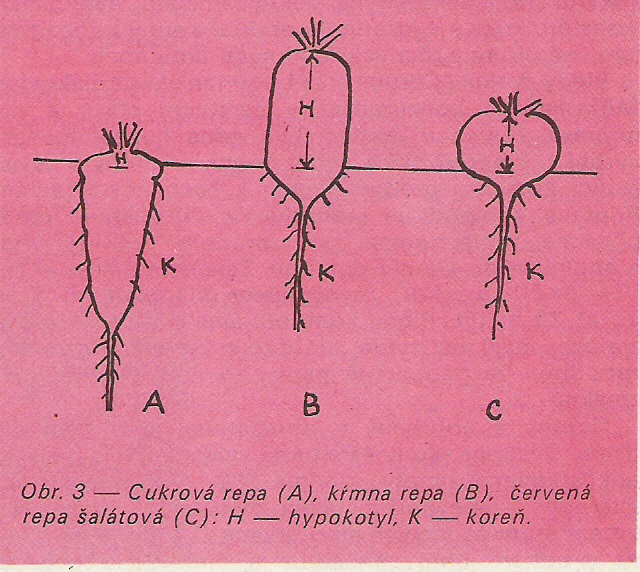 H H H
K K K
A B C
Obr. 3 — Cukrová repa (A), kŕmna repa (B), červená
repa šalátová (C): H — hypokotyl, K — koreň.